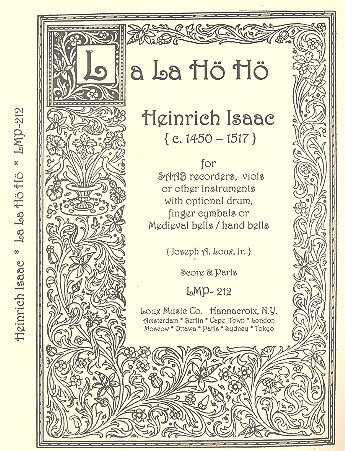 La La Hö Hö
Heinrich Isaac
{ c. 1450 – 1517 }
for
SAAB recorders, viols
or other instruments
with optional drum,
finger cymbals or
Medieval bells / hand bells
{ Joseph A. Loux, Jr. }
Score & Parts
LMP- 212
Loux Music Co. Hannacroix, N.Y.
Amsterdam * Berlin * Cape Town * London
Moscow * Ottawa * Paris * Sydney * Tokyo
Heinrich Isaac * La La Hö Hö * LMP-212